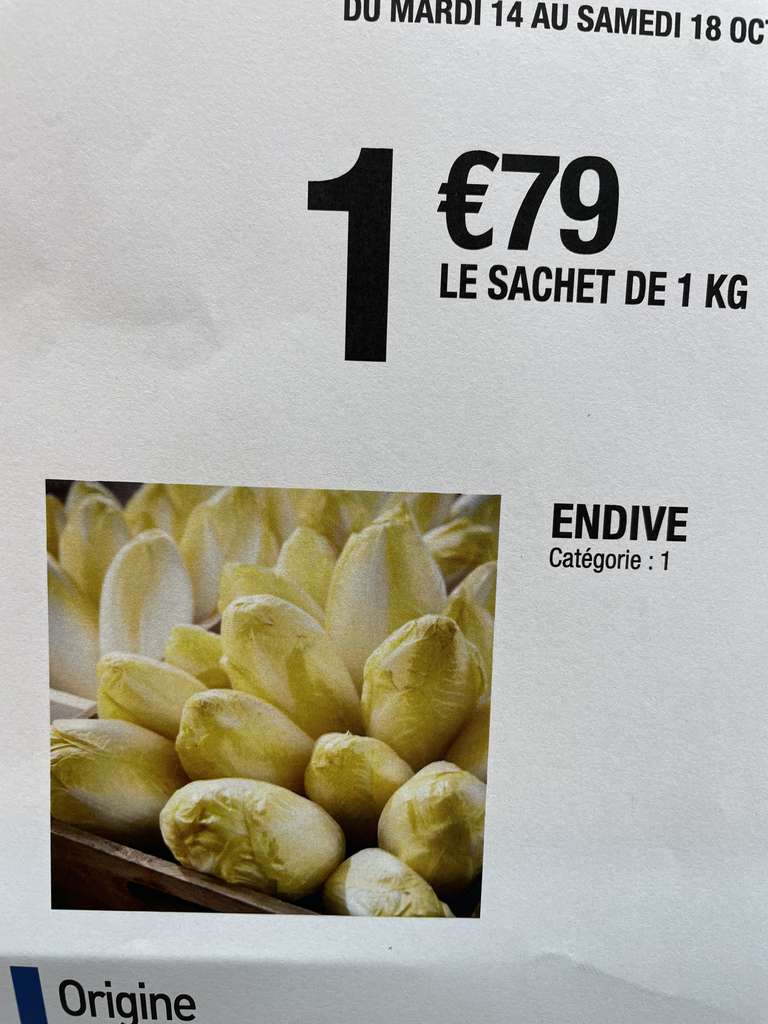 DU MARDI 14 AU SAMEDI 18
1 €79
LE SACHET DE 1 KG
ENDIVE
Catégorie : 1
Origine